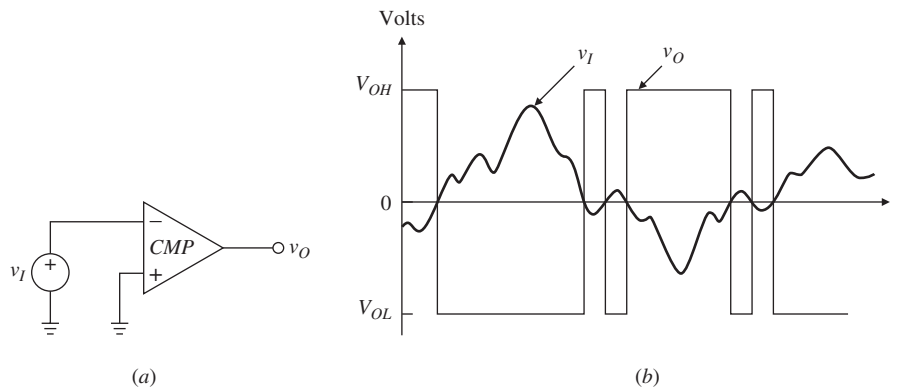 Volts
v_I
v_O
V_OH
0
V_OL
v_I
+
−
CMP
+
v_O
(a)
(b)